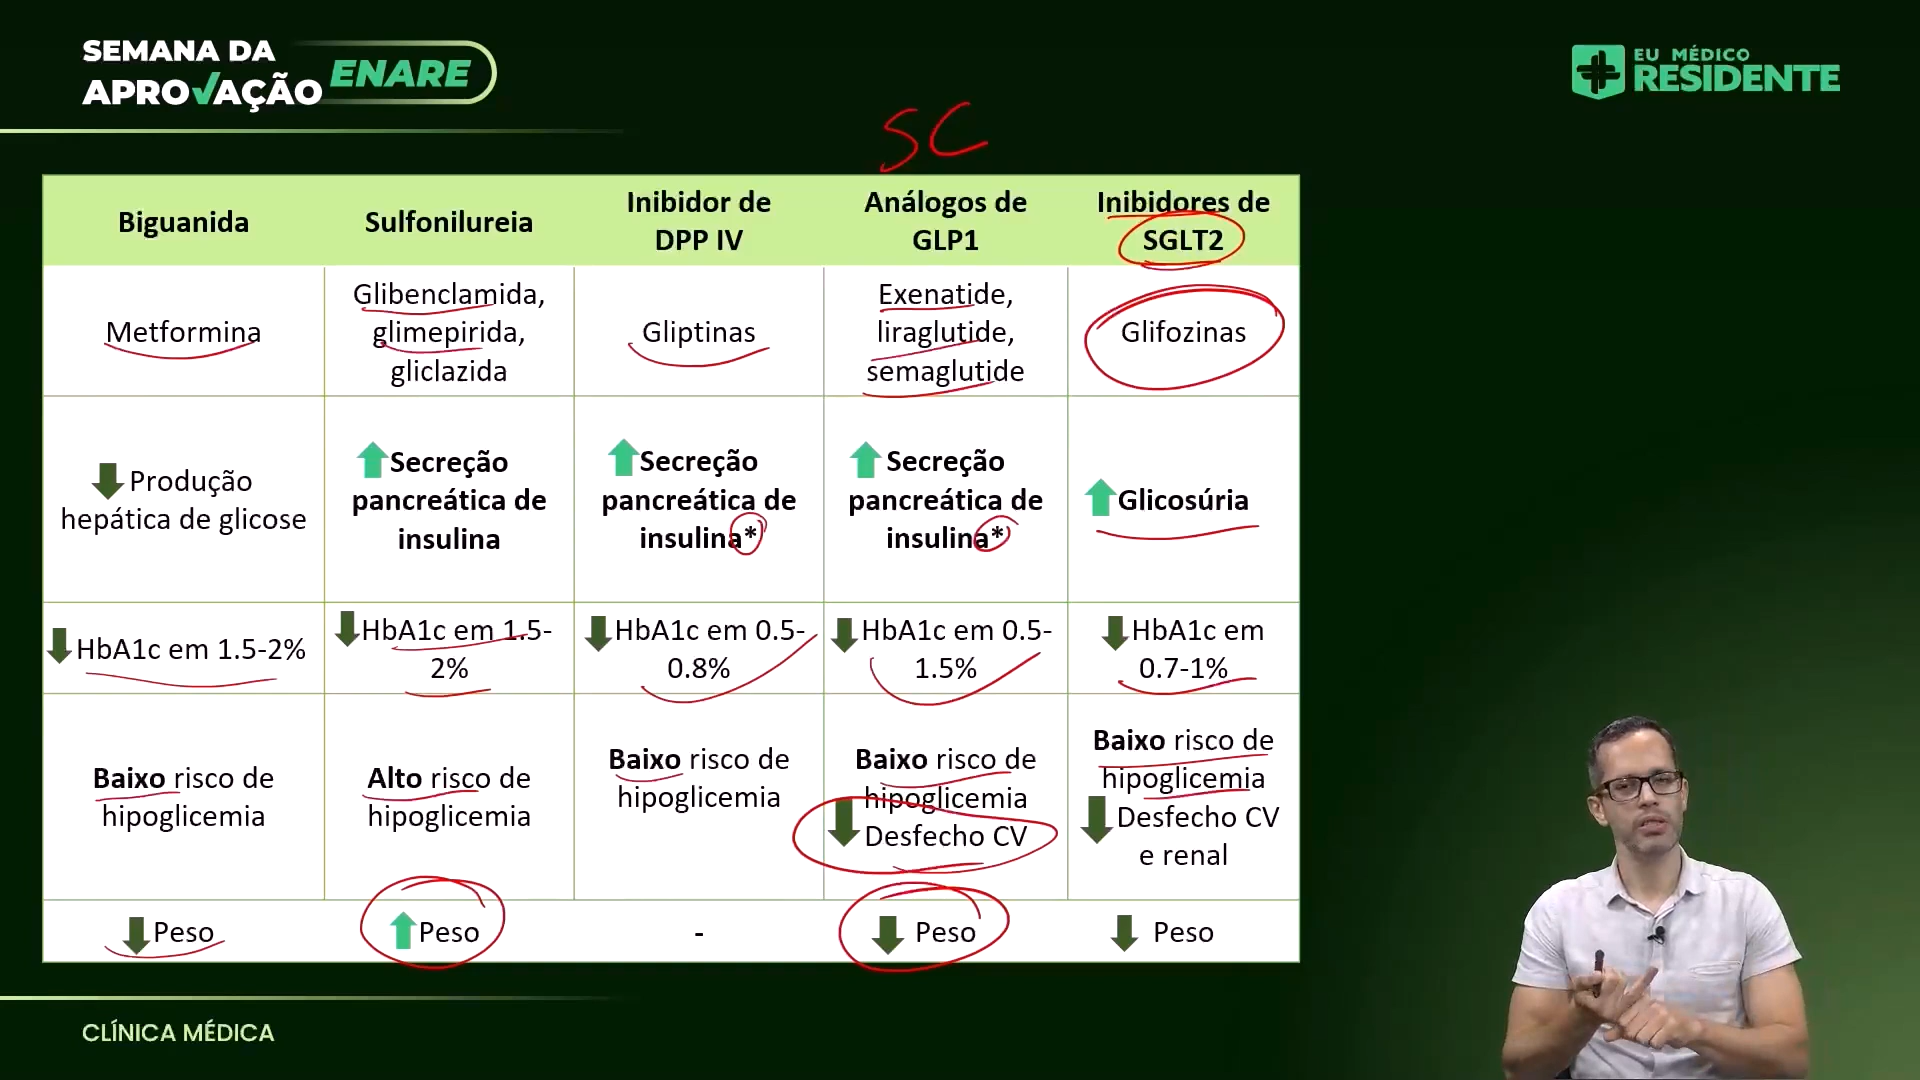 SEMANA DA
APROVAÇÃO
ENARE
EU MÉDICO
RESIDENTE
SC
Biguanida
Sulfonilureia
Inibidor de
DPP IV
Análogos de
GLP1
Inibidores de
SGLT2
Metformina
Glibenclamida,
glimepirida,
gliclazida
Gliptinas
Exenatide,
liraglutide,
semaglutide
Glifozinas
Produção
hepática de glicose
Secreção
pancreática de
insulina
Secreção
pancreática de
insulina*
Secreção
pancreática de
insulina*
Glicosúria
HbA1c em 1.5-2%
HbA1c em 1.5-
2%
HbA1c em 0.5-
0.8%
HbA1c em 0.5-
1.5%
HbA1c em
0.7-1%
Baixo risco de
hipoglicemia
Alto risco de
hipoglicemia
Baixo risco de
hipoglicemia
Baixo risco de
hipoglicemia
Desfecho CV
Baixo risco de
hipoglicemia
Desfecho CV
e renal
Peso
Peso
-
Peso
Peso
CLÍNICA MÉDICA